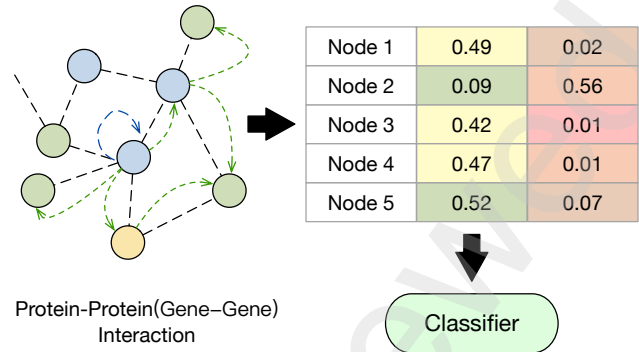 Node 1 0.49 0.02
Node 2 0.09 0.56
Node 3 0.42 0.01
Node 4 0.47 0.01
Node 5 0.52 0.07
Protein-Protein(Gene–Gene)
Interaction
Classifier